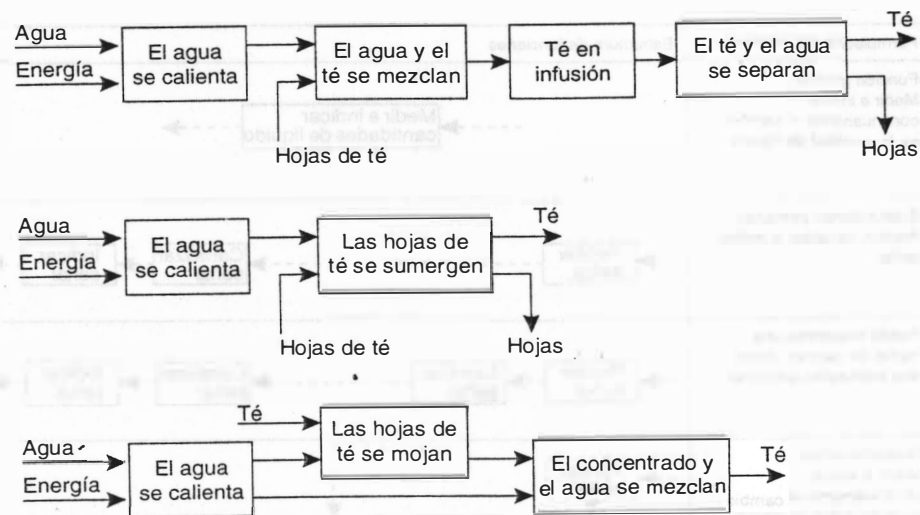 Agua
Energía
El agua
se calienta
El agua y el
té se mezclan
Hojas de té
Té en
infusión
El té y el agua
se separan
Té
Hojas
Agua
Energía
El agua
se calienta
Las hojas de
té se sumergen
Hojas de té
Té
Hojas
Té
Agua
Energía
El agua
se calienta
Las hojas de
té se mojan
El concentrado y
el agua se mezclan
Té